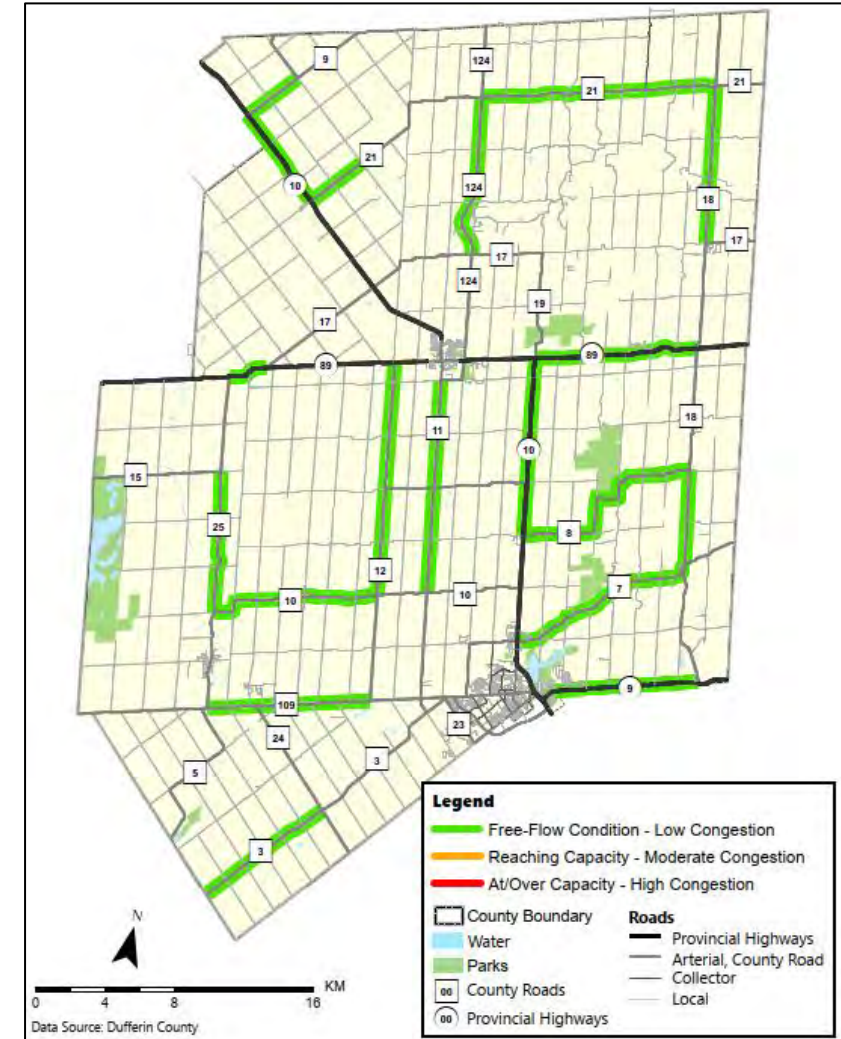 9
124
21
21
21
10
124
18
17
17
124
19
17
89
89
11
18
10
15
25
8
12
10
10
7
9
109
23
24
3
5
3
Legend
Free-Flow Condition - Low Congestion
Reaching Capacity - Moderate Congestion
At/Over Capacity - High Congestion
County Boundary
Water
Parks
00 County Roads
00 Provincial Highways
Roads
Provincial Highways
Arterial, County Road
Collector
Local
N
KM
0 4 8 16
Data Source: Dufferin County